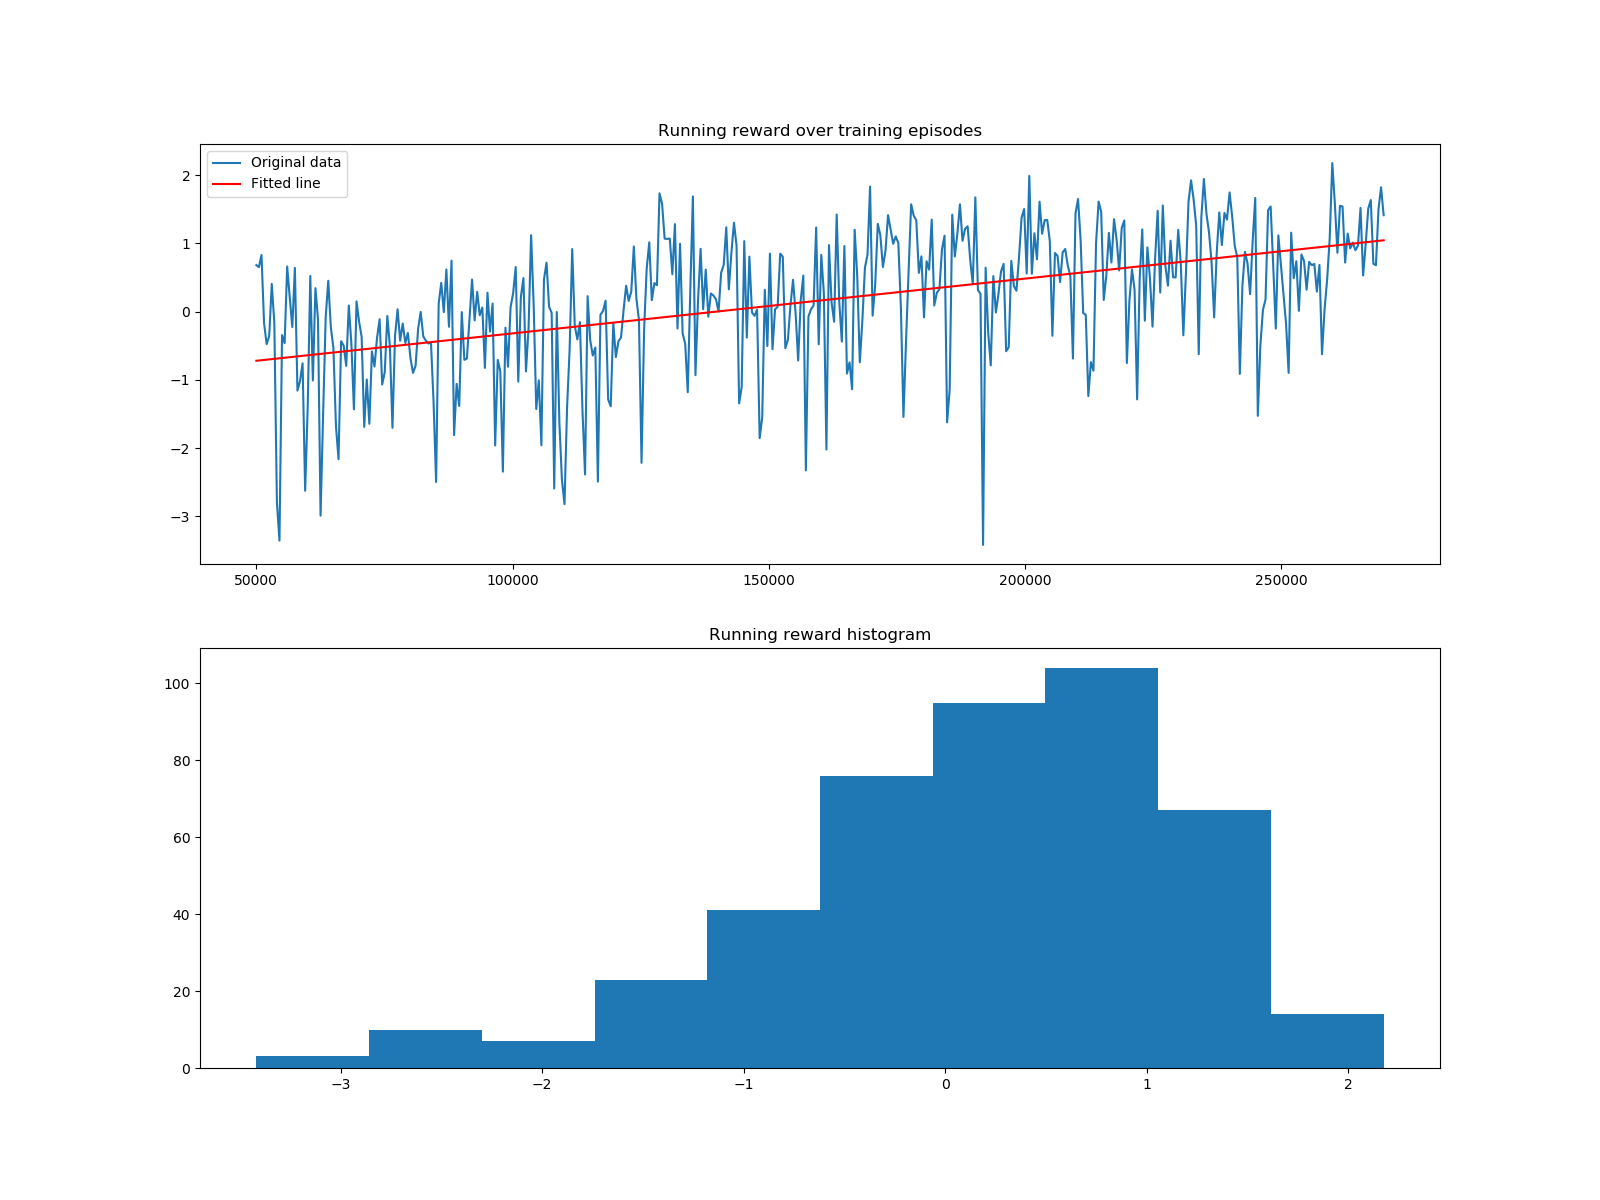 Running reward over training episodes
Original data
Fitted line
2
1
0
−1
−2
−3
50000 100000 150000 200000 250000
Running reward histogram
100
80
60
40
20
0
−3 −2 −1 0 1 2